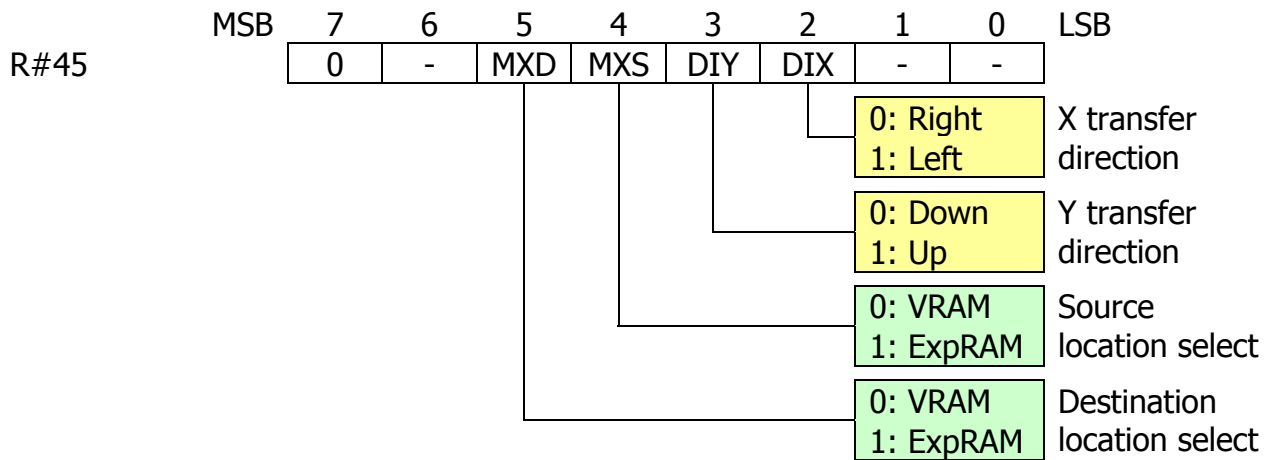 MSB 7 6 5 4 3 2 1 0 LSB
R#45 0 - MXD MXS DIY DIX - -
0: Right X transfer
1: Left direction
0: Down Y transfer
1: Up direction
0: VRAM Source
1: ExpRAM location select
0: VRAM Destination
1: ExpRAM location select